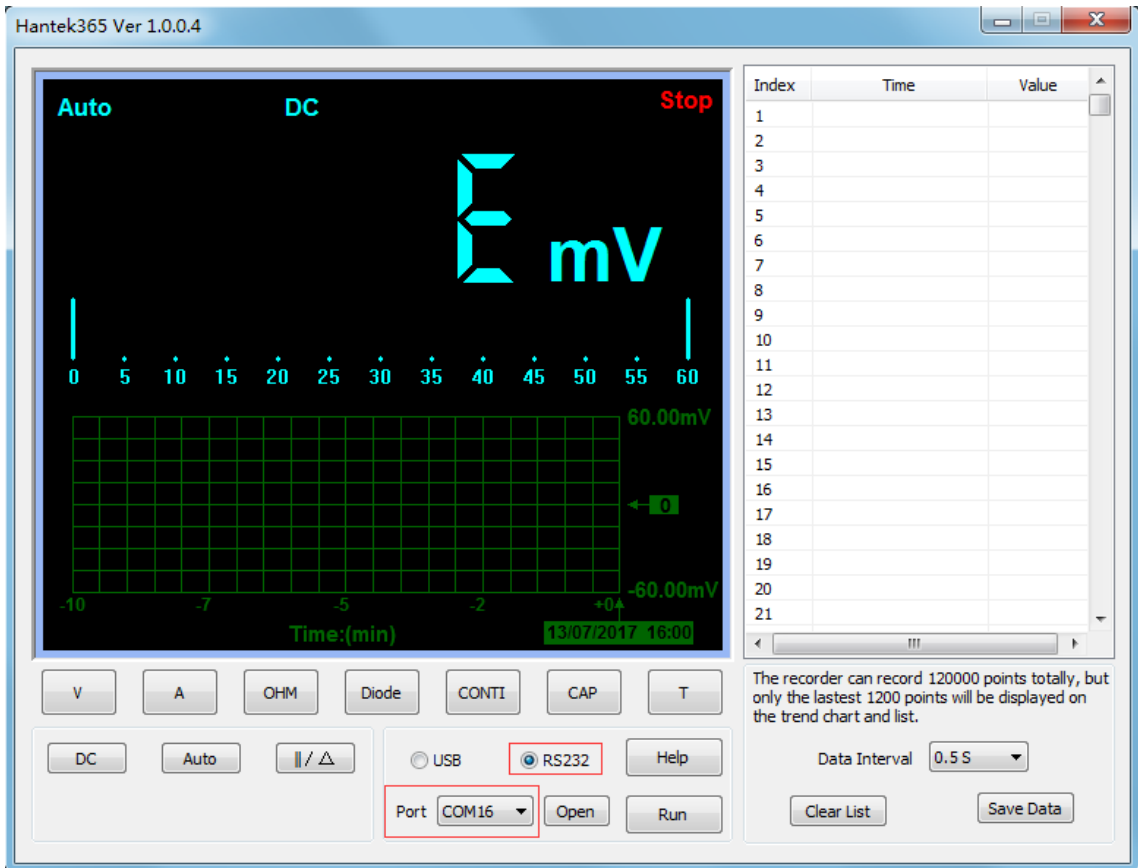 Hantek365 Ver 1.0.0.4
Auto DC Stop
E mV
0 5 10 15 20 25 30 35 40 45 50 55 60
60.00mV
0
-60.00mV
-10 -7 -5 -2 +0
Time:(min) 13/07/2017 16:00
V A OHM Diode CONTI CAP T
DC Auto ||/△
USB RS232 Help
Port COM16 Open Run
Index Time Value
1
2
3
4
5
6
7
8
9
10
11
12
13
14
15
16
17
18
19
20
21
The recorder can record 120000 points totally, but
only the lastest 1200 points will be displayed on
the trend chart and list.
Data Interval 0.5 S
Clear List Save Data